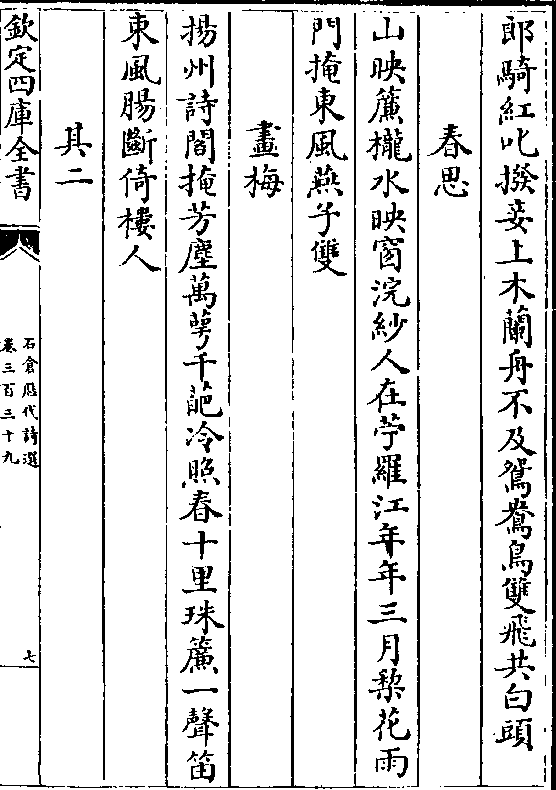 郎騎紅叱撥妾上木蘭舟不及鴛鴦鳥雙飛共白頭
春思
山映簾櫳水映窗浣紗人在苧羅江年年三月梨花雨
門掩東風燕子雙
畫梅
揚州詩閣掩芳塵萬萼千葩冷照春十里珠簾一聲笛
東風腸斷倚樓人
其二
欽定四庫全書
石倉歷代詩選
卷三百三十九
七